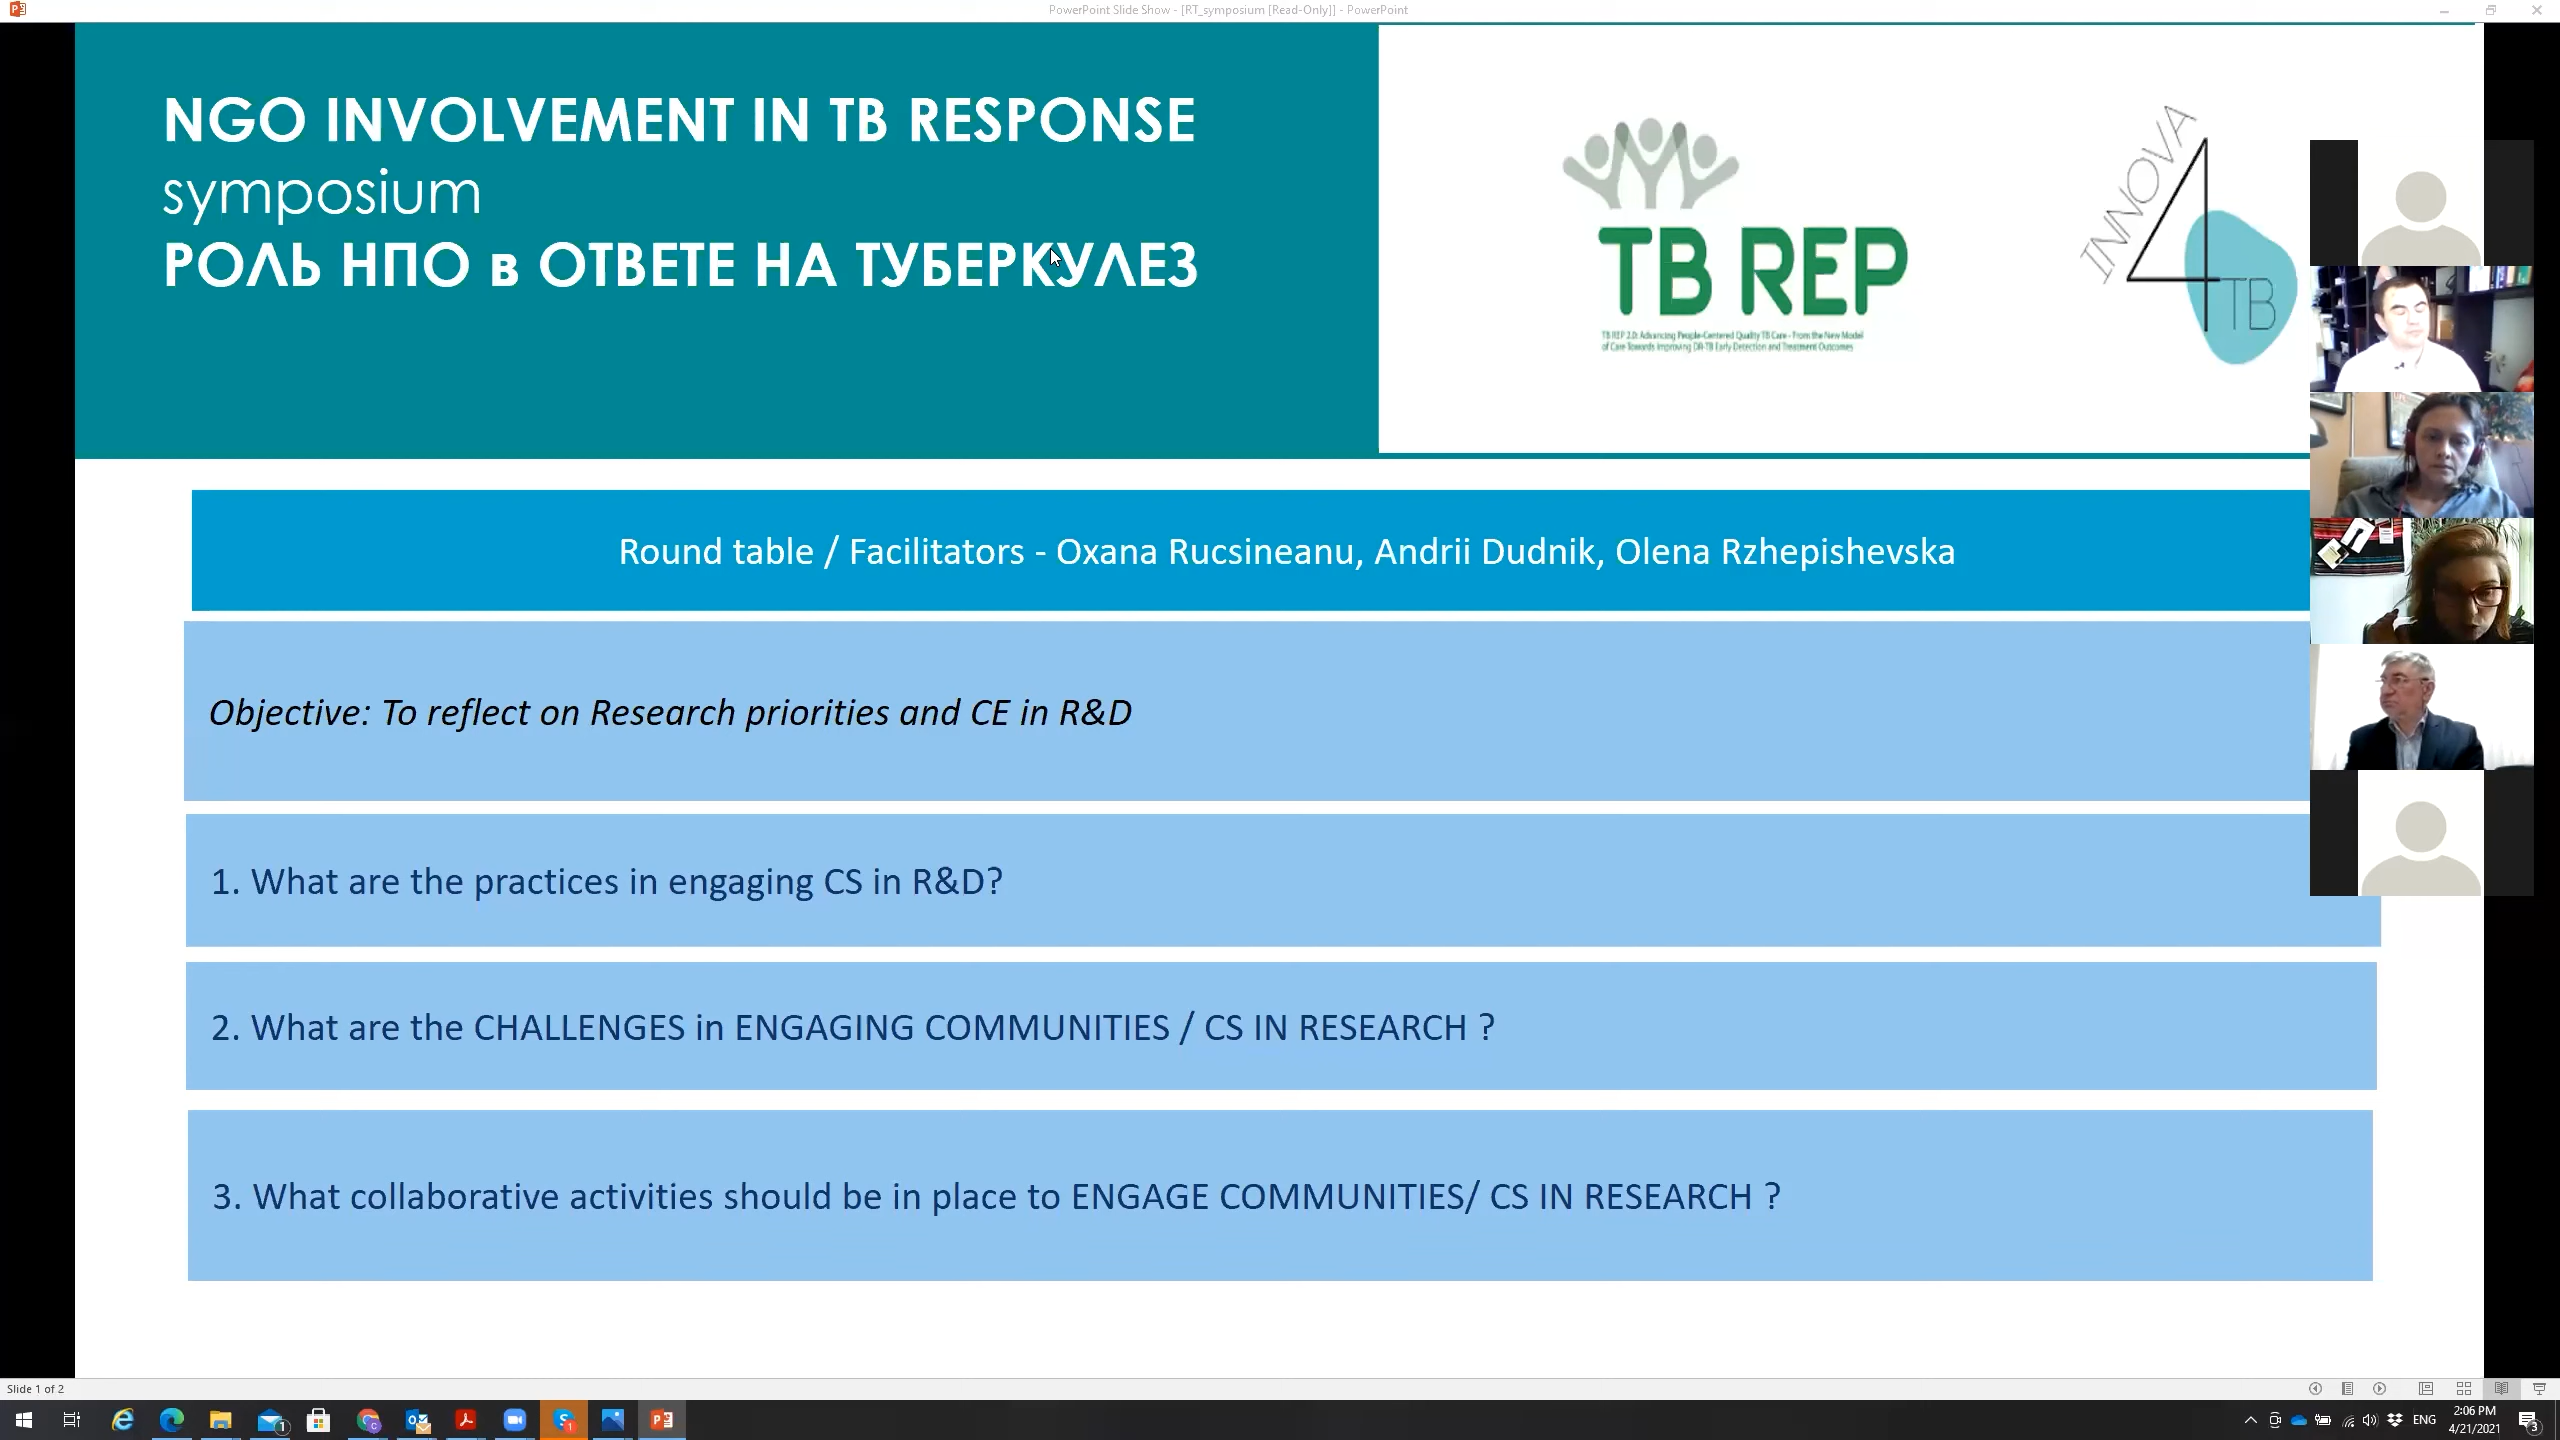 PowerPoint Slide Show - [RT_symposium [Read-Only]] - PowerPoint
NGO INVOLVEMENT IN TB RESPONSE
symposium
РОЛЬ НПО в ОТВЕТЕ НА ТУБЕРКУЛЕЗ
TB REP
TB REP 2.0: Advancing People-Centered Quality TB Care - From the New Model
of Care Towards Improving DR-TB Early Detection and Treatment Outcomes
INNOVA
4
TB
Round table / Facilitators - Oxana Rucsineanu, Andrii Dudnik, Olena Rzhepishevska
Objective: To reflect on Research priorities and CE in R&D
1. What are the practices in engaging CS in R&D?
2. What are the CHALLENGES in ENGAGING COMMUNITIES / CS IN RESEARCH ?
3. What collaborative activities should be in place to ENGAGE COMMUNITIES/ CS IN RESEARCH ?
Slide 1 of 2
ENG
2:06 PM
4/21/2021